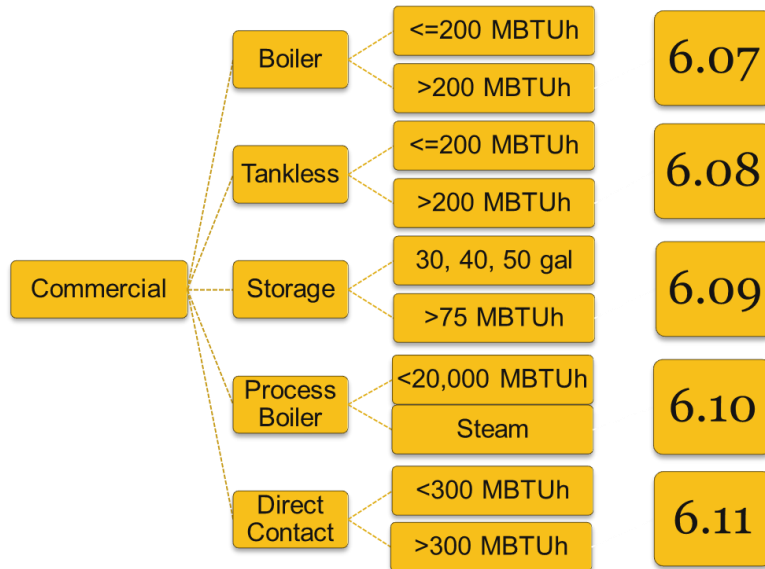 Commercial
Boiler
<=200 MBTUh
>200 MBTUh
6.07
Tankless
<=200 MBTUh
>200 MBTUh
6.08
Storage
30, 40, 50 gal
>75 MBTUh
6.09
Process
Boiler
<20,000 MBTUh
Steam
6.10
Direct
Contact
<300 MBTUh
>300 MBTUh
6.11